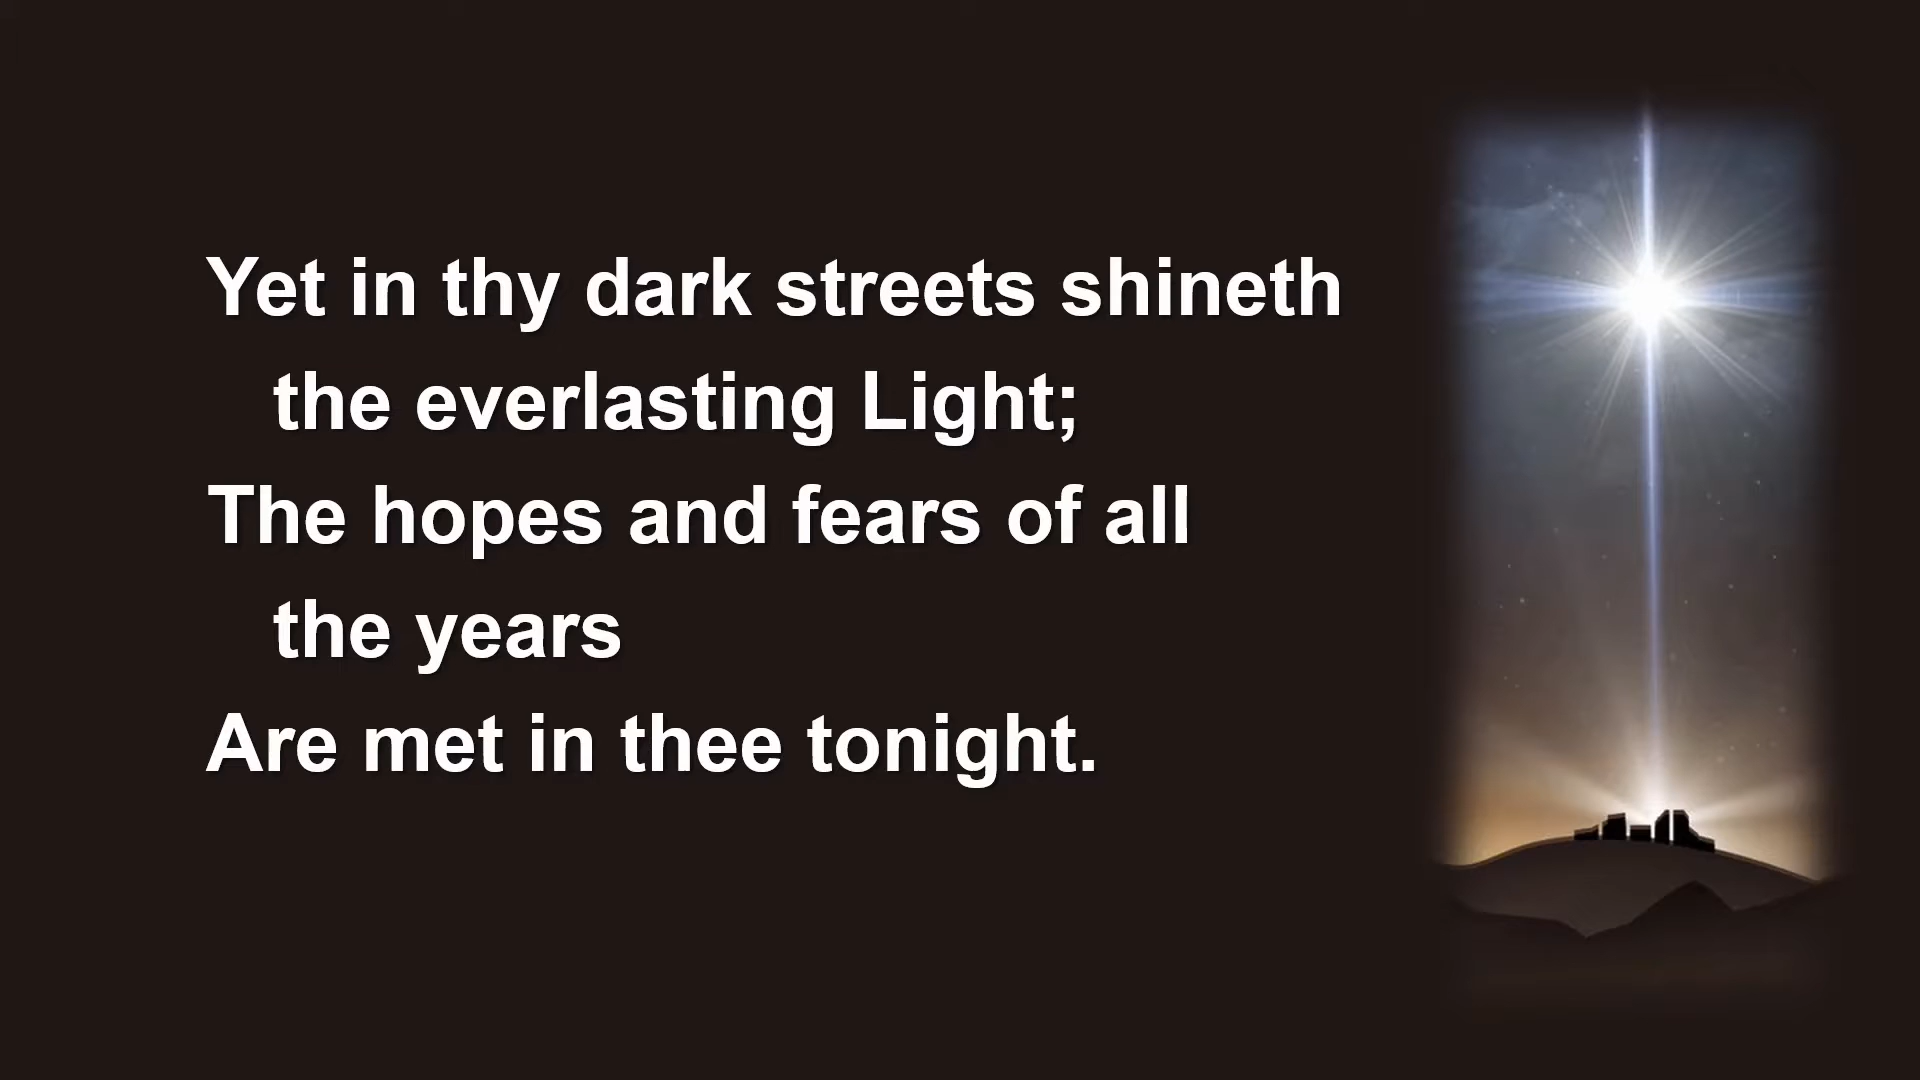 Yet in thy dark streets shineth
the everlasting Light;
The hopes and fears of all
the years
Are met in thee tonight.